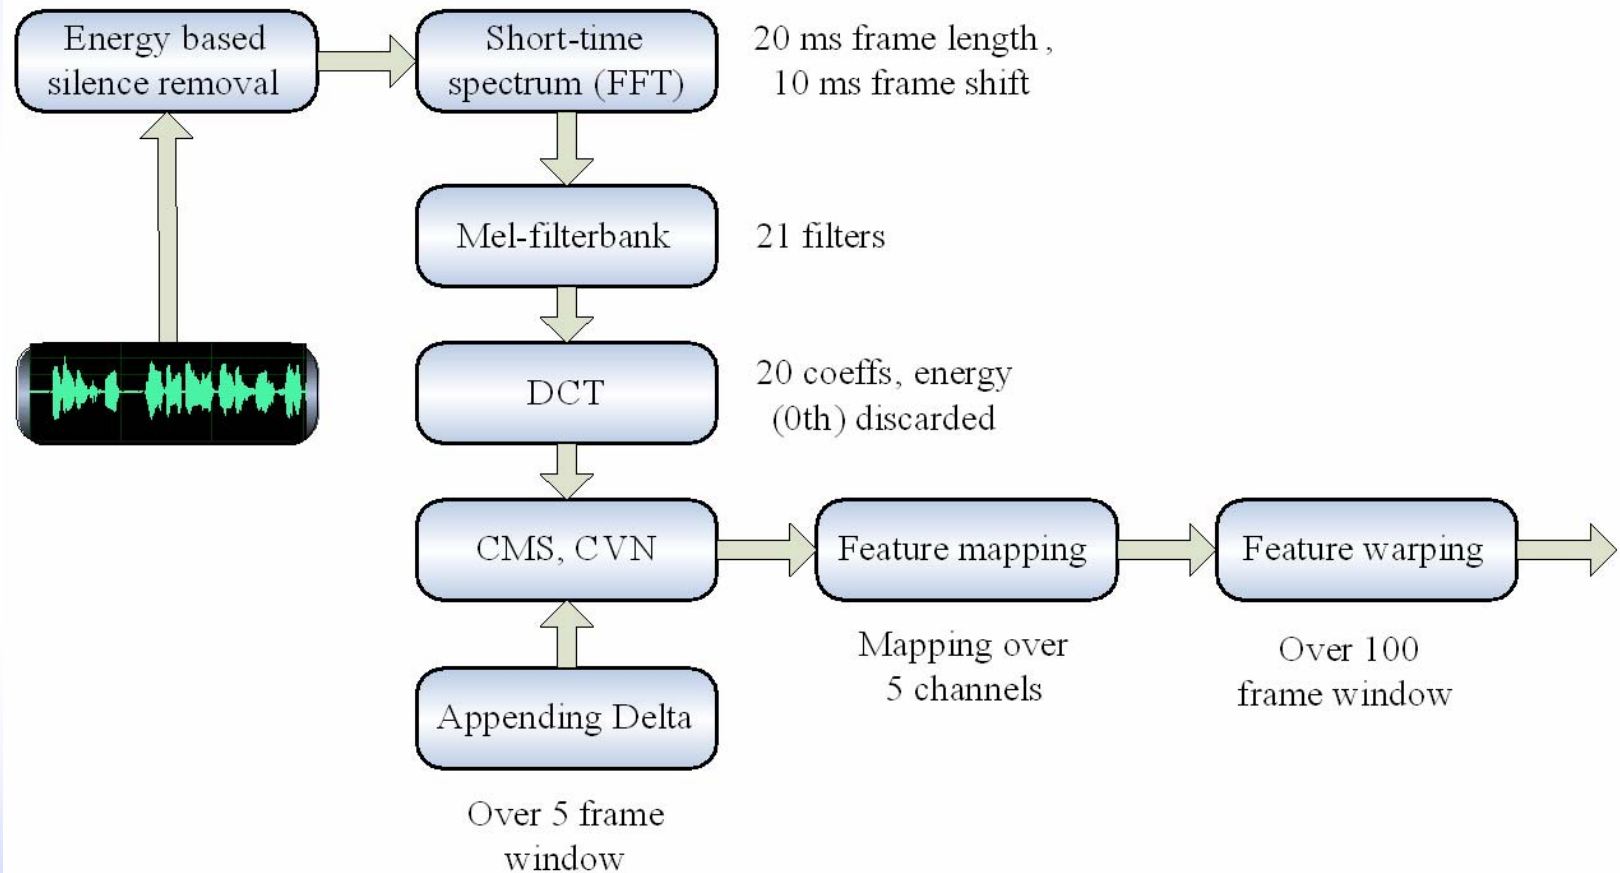 Energy based
silence removal
Short-time
spectrum (FFT)
20 ms frame length,
10 ms frame shift
Mel-filterbank
21 filters
DCT
20 coeffs, energy
(0th) discarded
CMS, CVN
Feature mapping
Feature warping
Mapping over
5 channels
Over 100
frame window
Appending Delta
Over 5 frame
window